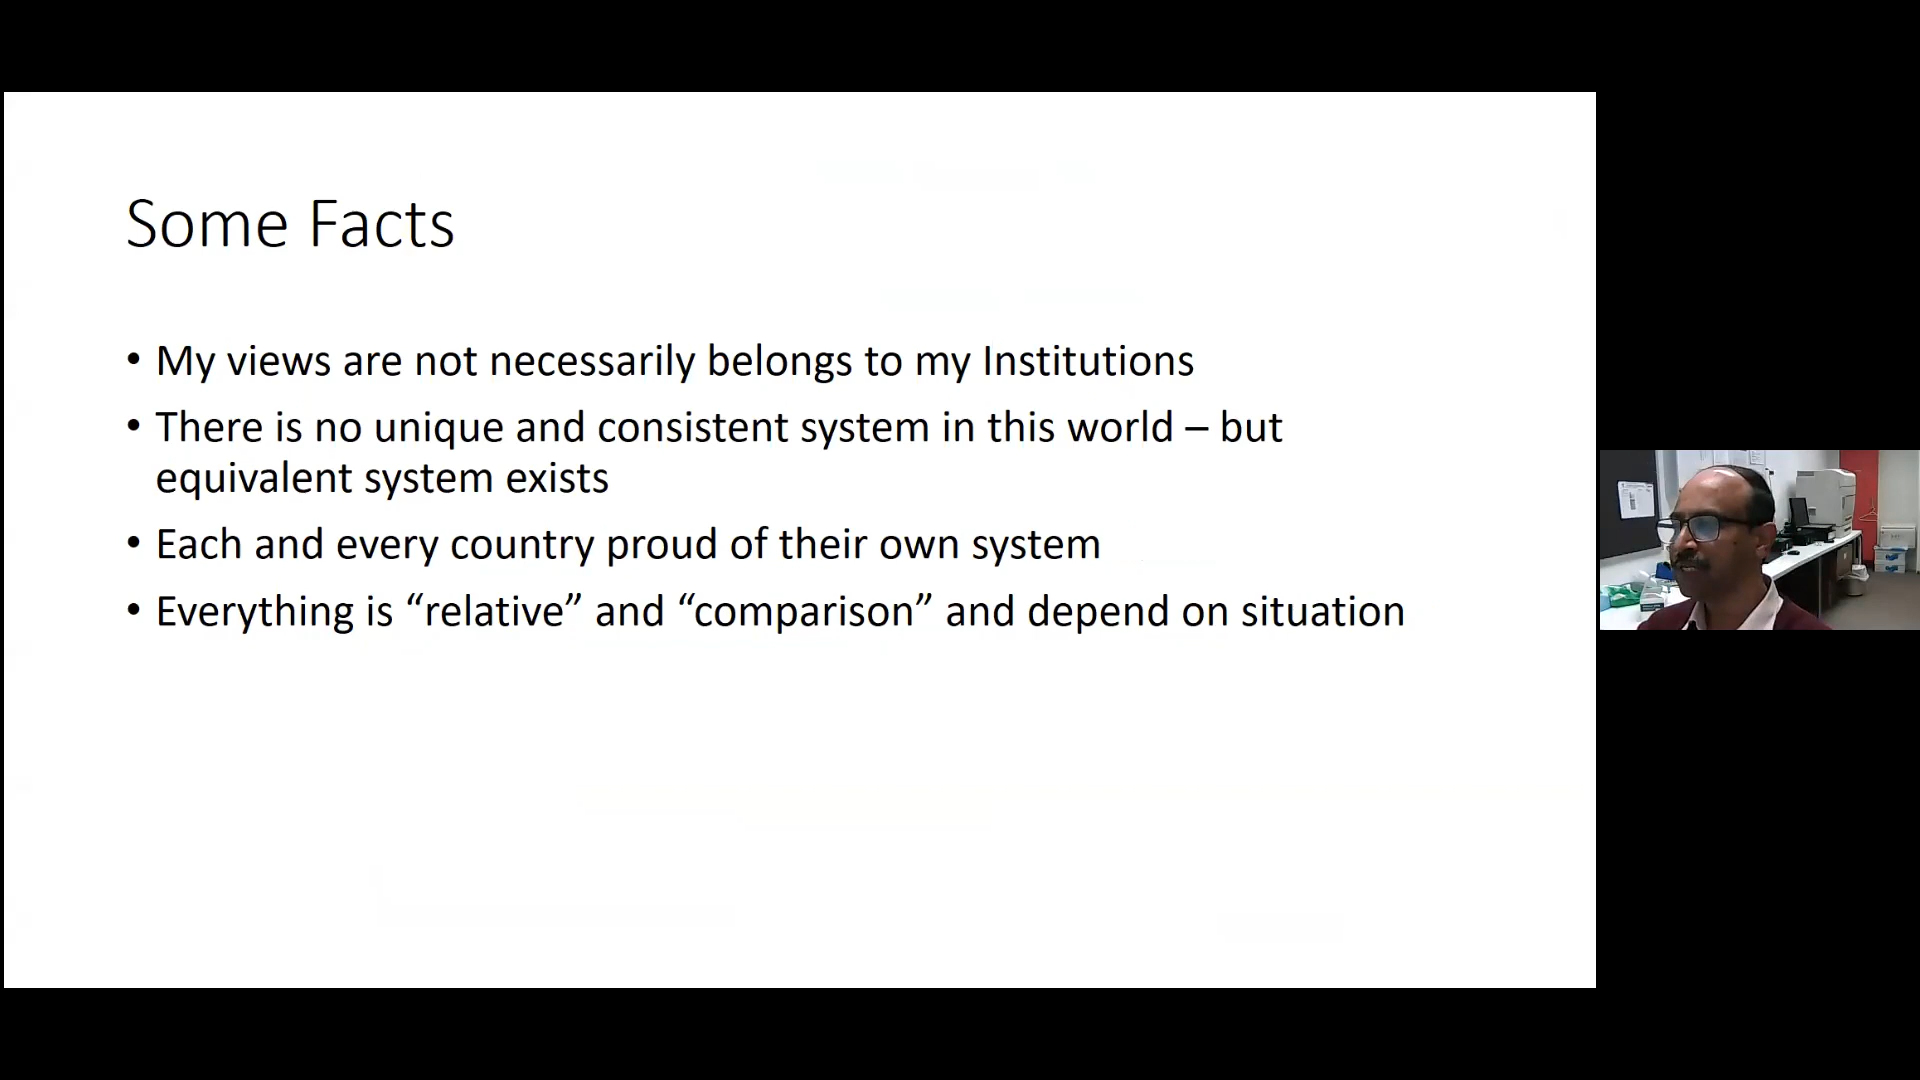 Some Facts
• My views are not necessarily belongs to my Institutions
• There is no unique and consistent system in this world – but
equivalent system exists
• Each and every country proud of their own system
• Everything is “relative” and “comparison” and depend on situation